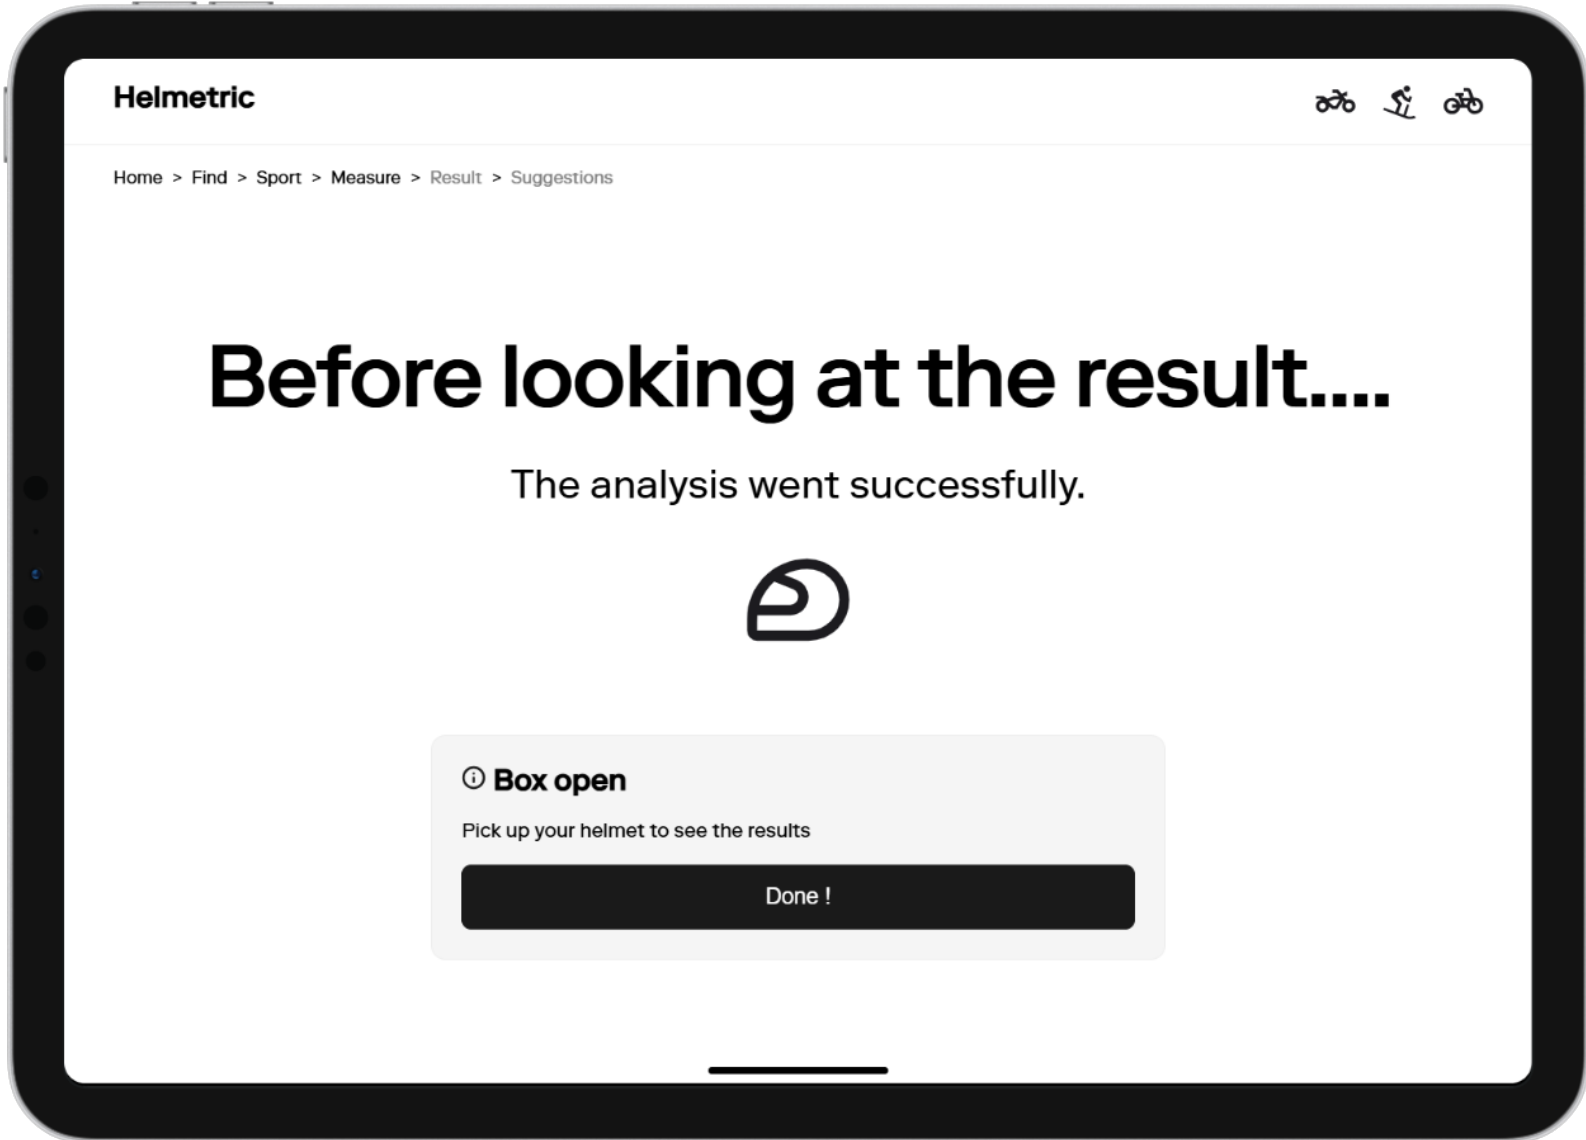 Helmetric
Home > Find > Sport > Measure > Result > Suggestions
Before looking at the result....
The analysis went successfully.
Box open
Pick up your helmet to see the results
Done !